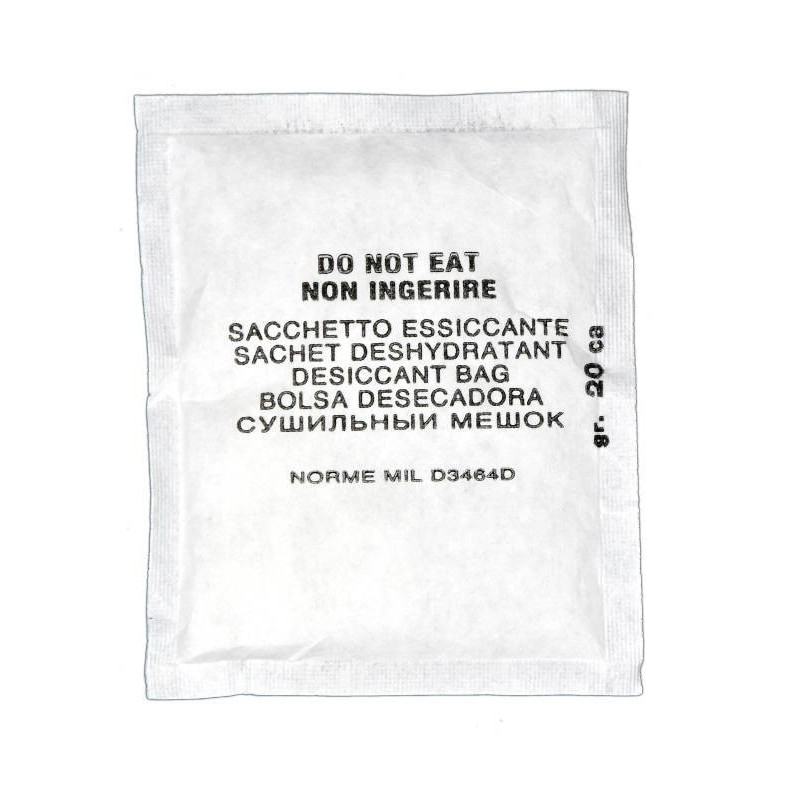 DO NOT EAT
NON INGERIRE
SACCHETTO ESSICCANTE
SACHET DESHYDRATANT
DESICCANT BAG
BOLSA DESECADORA
СУШИЛЬНЫИ МЕШОК
NORME MIL D3464D
gr. 20 ca